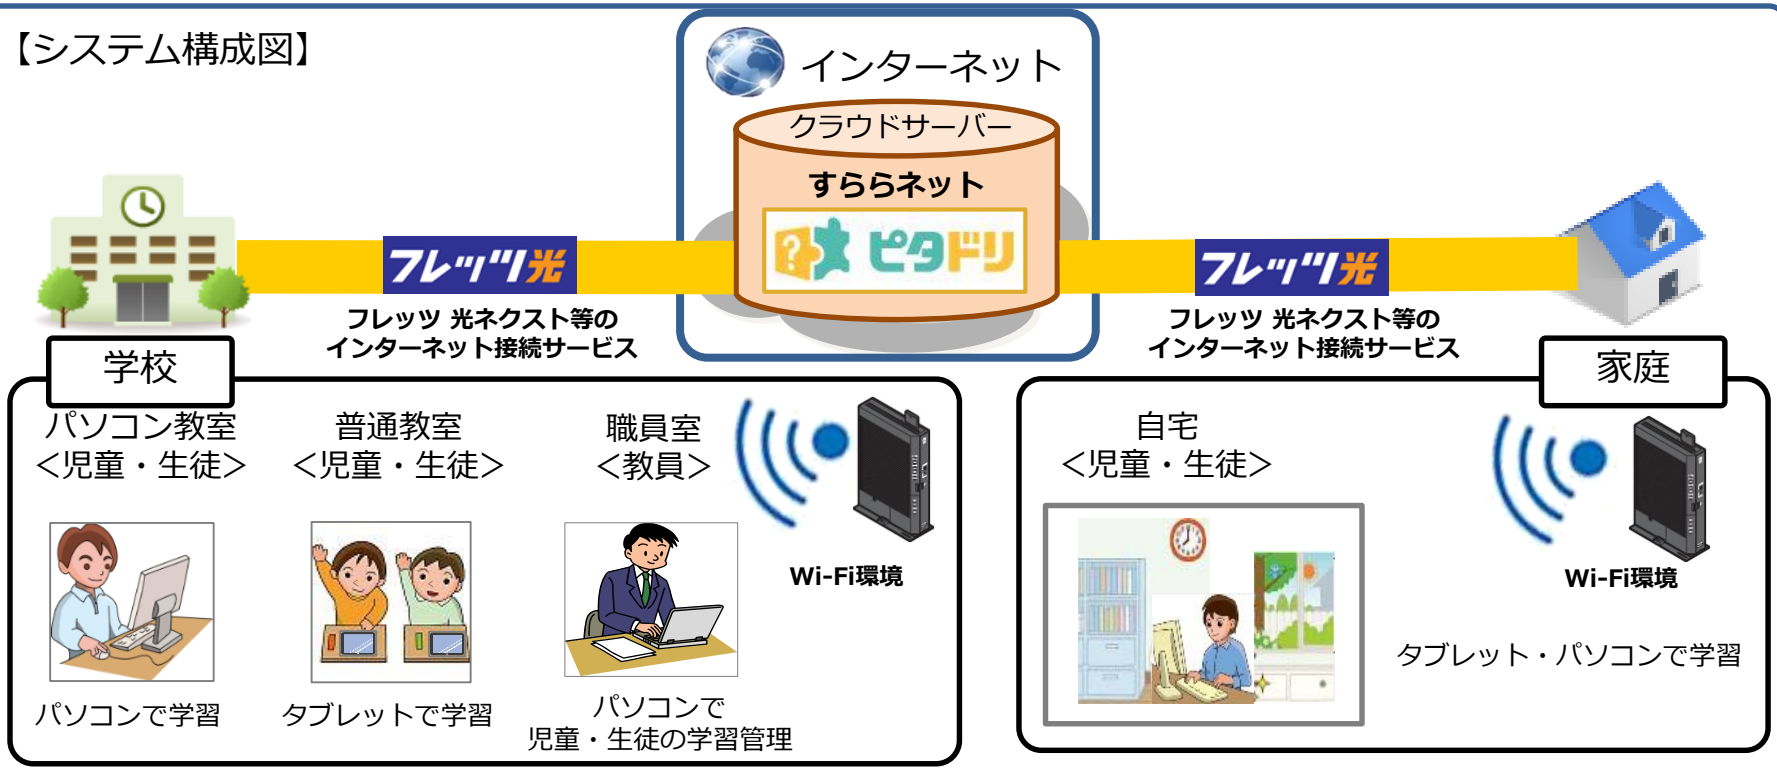 【システム構成図】
インターネット
クラウドサーバー
すららネット
? ピタドリ
フレッツ光
フレッツ 光ネクスト等の
インターネット接続サービス
フレッツ光
フレッツ 光ネクスト等の
インターネット接続サービス
学校
パソコン教室
＜児童・生徒＞
パソコンで学習
普通教室
＜児童・生徒＞
タブレットで学習
職員室
＜教員＞
パソコンで
児童・生徒の学習管理
Wi-Fi環境
家庭
自宅
＜児童・生徒＞
Wi-Fi環境
タブレット・パソコンで学習